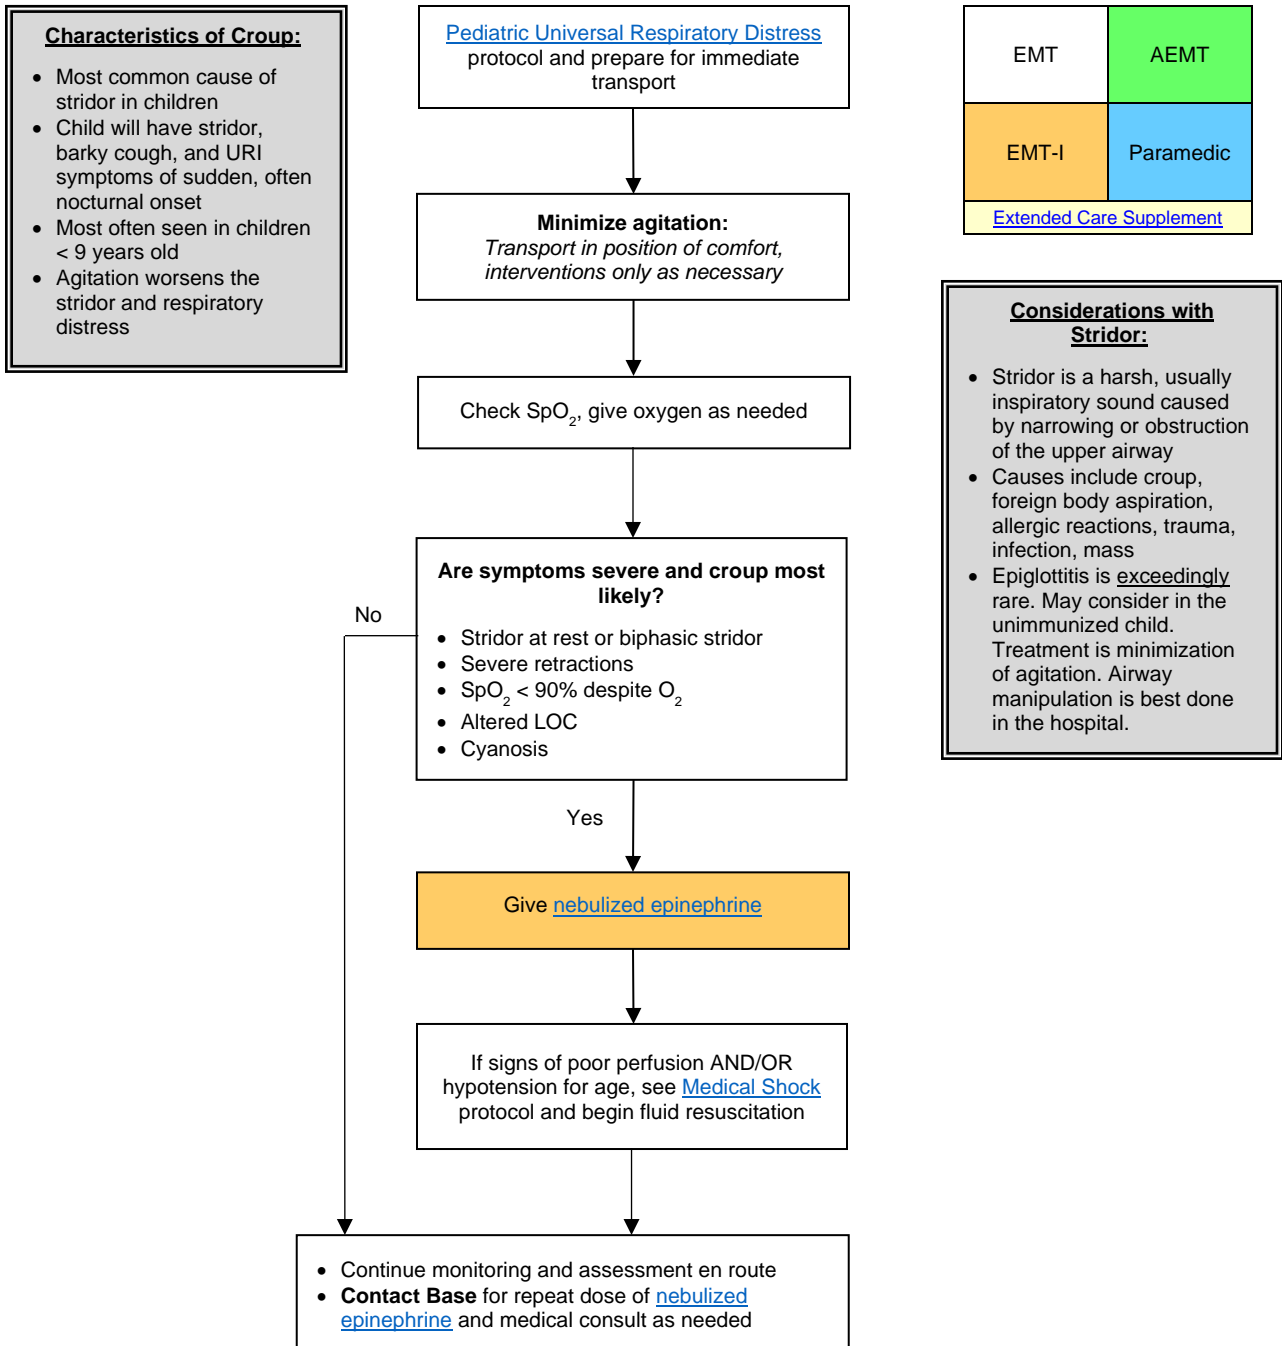 Characteristics of Croup:
• Most common cause of
stridor in children
• Child will have stridor,
barky cough, and URI
symptoms of sudden, often
nocturnal onset
• Most often seen in children
< 9 years old
• Agitation worsens the
stridor and respiratory
distress
Pediatric Universal Respiratory Distress
protocol and prepare for immediate
transport
EMT
AEMT
EMT-I
Paramedic
Extended Care Supplement
Minimize agitation:
Transport in position of comfort,
interventions only as necessary
Check SpO2, give oxygen as needed
Considerations with
Stridor:
• Stridor is a harsh, usually
inspiratory sound caused
by narrowing or obstruction
of the upper airway
• Causes include croup,
foreign body aspiration,
allergic reactions, trauma,
infection, mass
• Epiglottitis is exceedingly
rare. May consider in the
unimmunized child.
Treatment is minimization
of agitation. Airway
manipulation is best done
in the hospital.
Are symptoms severe and croup most
likely?
• Stridor at rest or biphasic stridor
• Severe retractions
• SpO2 < 90% despite O2
• Altered LOC
• Cyanosis
No
Yes
Give nebulized epinephrine
If signs of poor perfusion AND/OR
hypotension for age, see Medical Shock
protocol and begin fluid resuscitation
• Continue monitoring and assessment en route
• Contact Base for repeat dose of nebulized
epinephrine and medical consult as needed